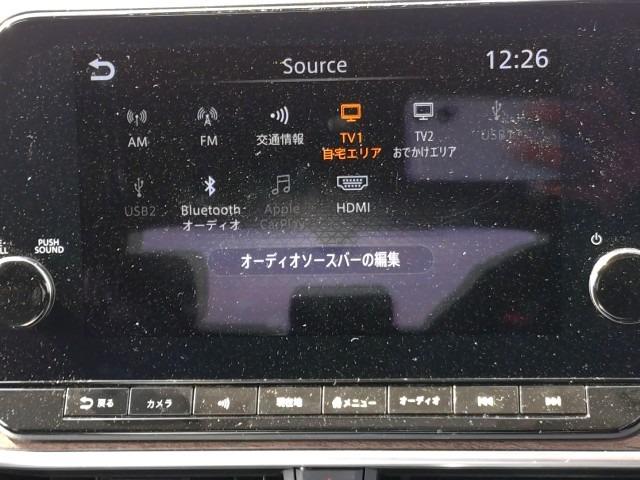 Source
12:26
AM
FM
交通情報
TV1
自宅エリア
TV2
おでかけエリア
USB1
USB2
Bluetooth
オーディオ
Apple
CarPlay
HDMI
PUSH
SOUND
オーディオソースバーの編集
戻る
カメラ
現在地
メニュー
オーディオ